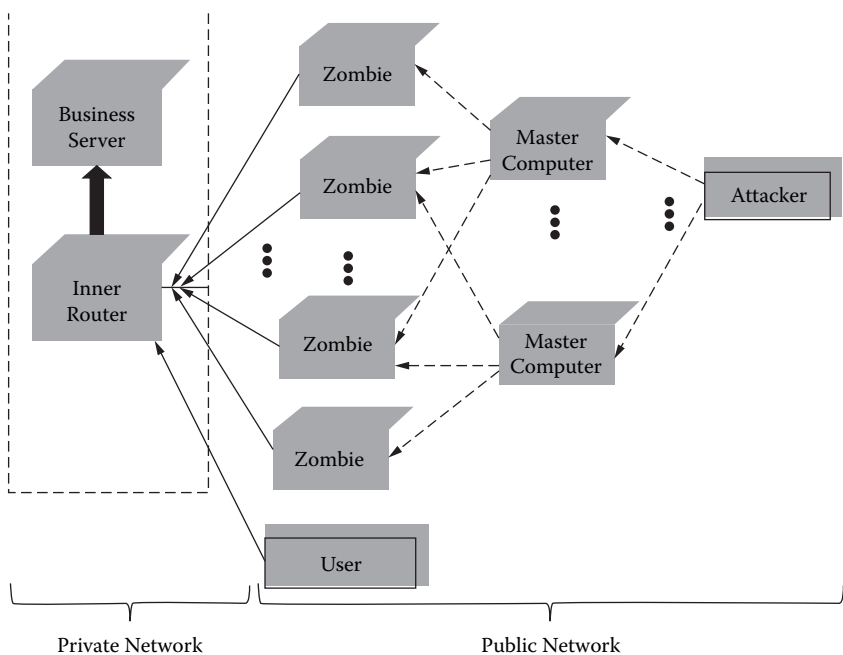 Zombie
Business
Server
Master
Computer
Zombie
Attacker
Inner
Router
Zombie
Master
Computer
Zombie
User
Private Network
Public Network